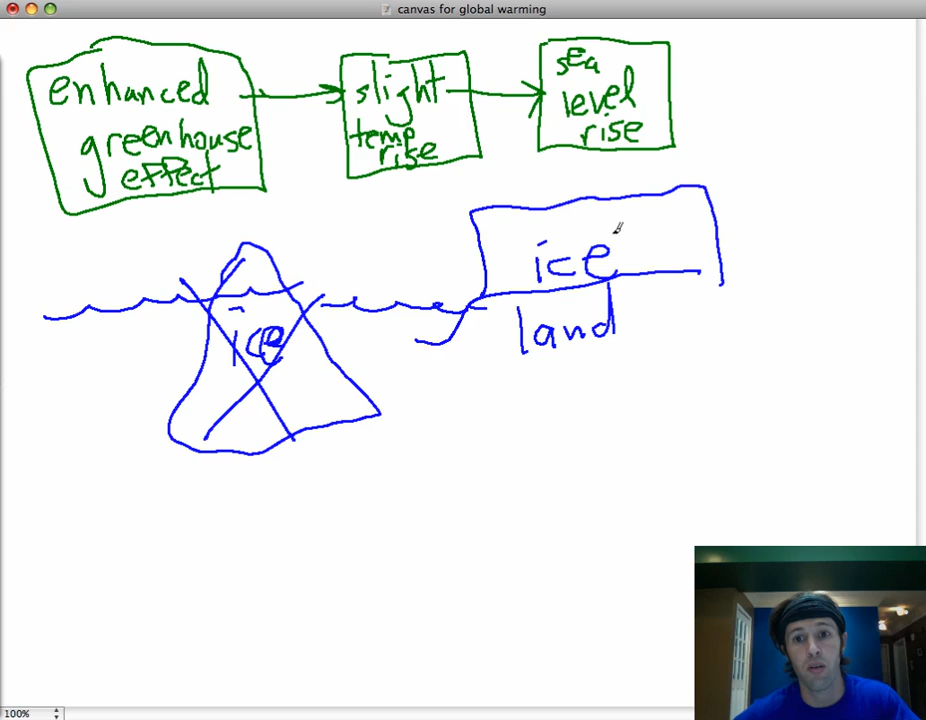 canvas for global warming
enhanced
greenhouse
effect
slight
temp
rise
sea
level
rise
ice
ice
land
100%